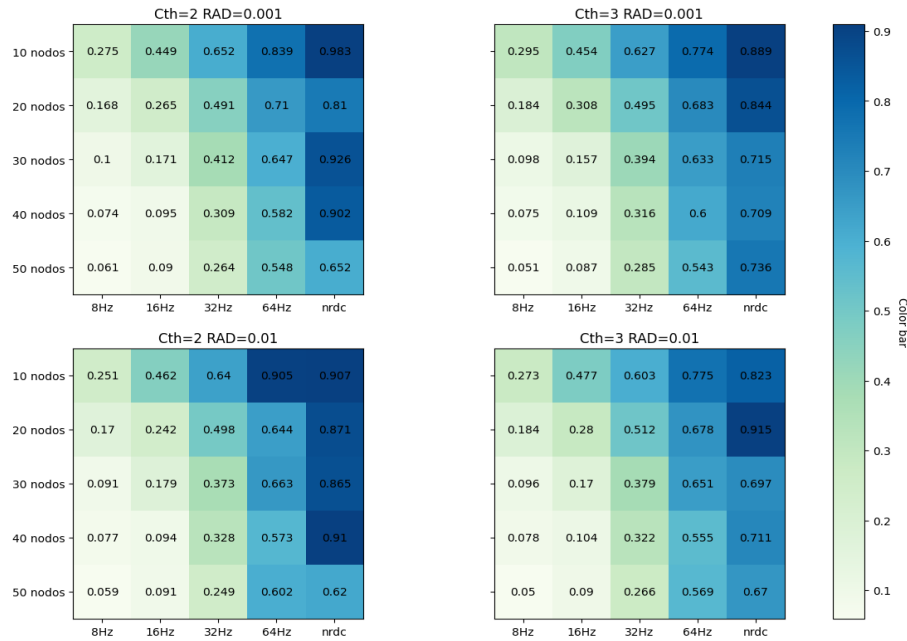 Cth=2 RAD=0.001
10 nodos 0.275 0.449 0.652 0.839 0.983
20 nodos 0.168 0.265 0.491 0.71 0.81
30 nodos 0.1 0.171 0.412 0.647 0.926
40 nodos 0.074 0.095 0.309 0.582 0.902
50 nodos 0.061 0.09 0.264 0.548 0.652
8Hz 16Hz 32Hz 64Hz nrdc
Cth=3 RAD=0.001
0.295 0.454 0.627 0.774 0.889
0.184 0.308 0.495 0.683 0.844
0.098 0.157 0.394 0.633 0.715
0.075 0.109 0.316 0.6 0.709
0.051 0.087 0.285 0.543 0.736
8Hz 16Hz 32Hz 64Hz nrdc
Cth=2 RAD=0.01
10 nodos 0.251 0.462 0.64 0.905 0.907
20 nodos 0.17 0.242 0.498 0.644 0.871
30 nodos 0.091 0.179 0.373 0.663 0.865
40 nodos 0.077 0.094 0.328 0.573 0.91
50 nodos 0.059 0.091 0.249 0.602 0.62
8Hz 16Hz 32Hz 64Hz nrdc
Cth=3 RAD=0.01
0.273 0.477 0.603 0.775 0.823
0.184 0.28 0.512 0.678 0.915
0.096 0.17 0.379 0.651 0.697
0.078 0.104 0.322 0.555 0.711
0.05 0.09 0.266 0.569 0.67
8Hz 16Hz 32Hz 64Hz nrdc
Color bar
0.9
0.8
0.7
0.6
0.5
0.4
0.3
0.2
0.1